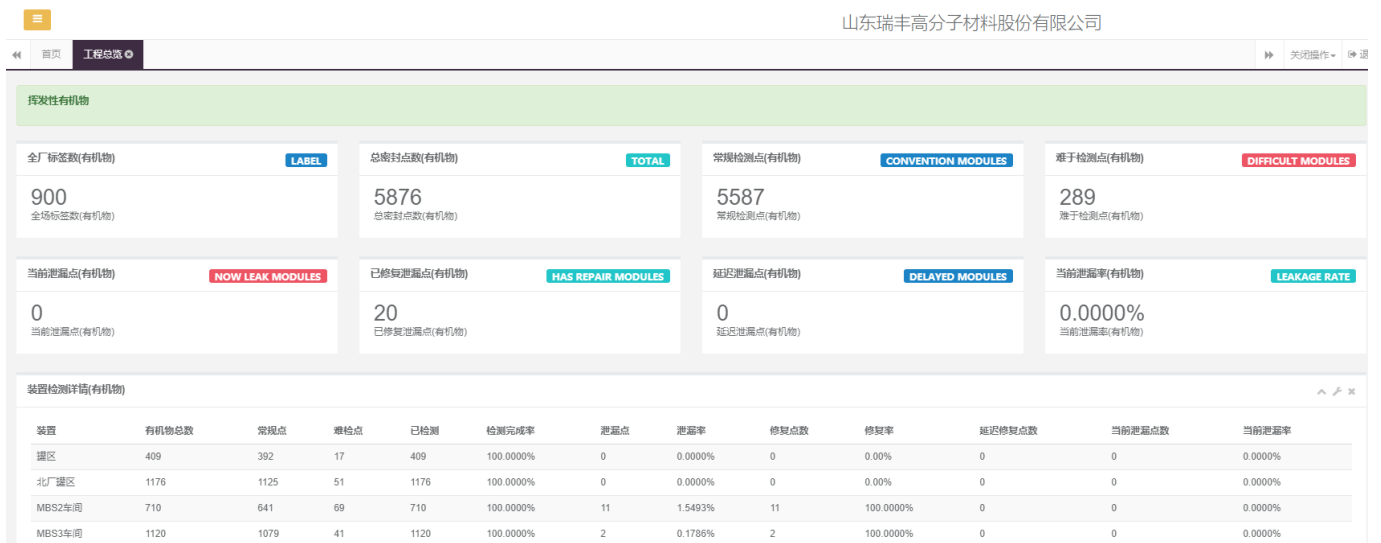 山东瑞丰高分子材料股份有限公司
首页 工程总览 关闭操作
挥发性有机物
全厂标签数(有机物) LABEL 总密封点数(有机物) TOTAL 常规检测点(有机物) CONVENTION MODULES 难于检测点(有机物) DIFFICULT MODULES
900 5876 5587 289
全场标签数(有机物) 总密封点数(有机物) 常规检测点(有机物) 难于检测点(有机物)
当前泄漏点(有机物) NOW LEAK MODULES 已修复泄漏点(有机物) HAS REPAIR MODULES 延迟泄漏点(有机物) DELAYED MODULES 当前泄漏率(有机物) LEAKAGE RATE
0 20 0 0.0000%
当前泄漏点(有机物) 已修复泄漏点(有机物) 延迟泄漏点(有机物) 当前泄漏率(有机物)
装置检测详情(有机物)
装置 有机物总数 常规点 难检点 已检测 检测完成率 泄漏点 泄漏率 修复点数 修复率 延迟修复点数 当前泄漏点数 当前泄漏率
罐区 409 392 17 409 100.0000% 0 0.0000% 0 0.00% 0 0 0.0000%
北厂罐区 1176 1125 51 1176 100.0000% 0 0.0000% 0 0.00% 0 0 0.0000%
MBS2车间 710 641 69 710 100.0000% 11 1.5493% 11 100.0000% 0 0 0.0000%
MBS3车间 1120 1079 41 1120 100.0000% 2 0.1786% 2 100.0000% 0 0 0.0000%